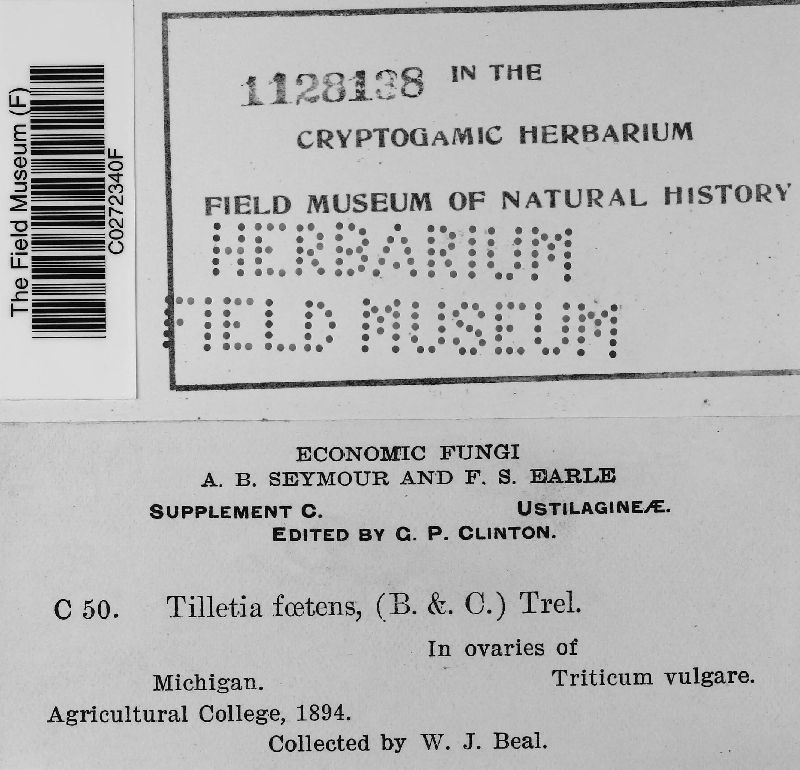 The Field Museum (F)
C0272340F
1128138 IN THE
CRYPTOGAMIC HERBARIUM
FIELD MUSEUM OF NATURAL HISTORY
HERBARIUM
FIELD MUSEUM
ECONOMIC FUNGI
A. B. SEYMOUR AND F. S. EARLE
SUPPLEMENT C. USTILAGINEÆ.
EDITED BY G. P. CLINTON.
C 50. Tilletia fœtens, (B. &. C.) Trel.
In ovaries of
Michigan. Triticum vulgare.
Agricultural College, 1894.
Collected by W. J. Beal.